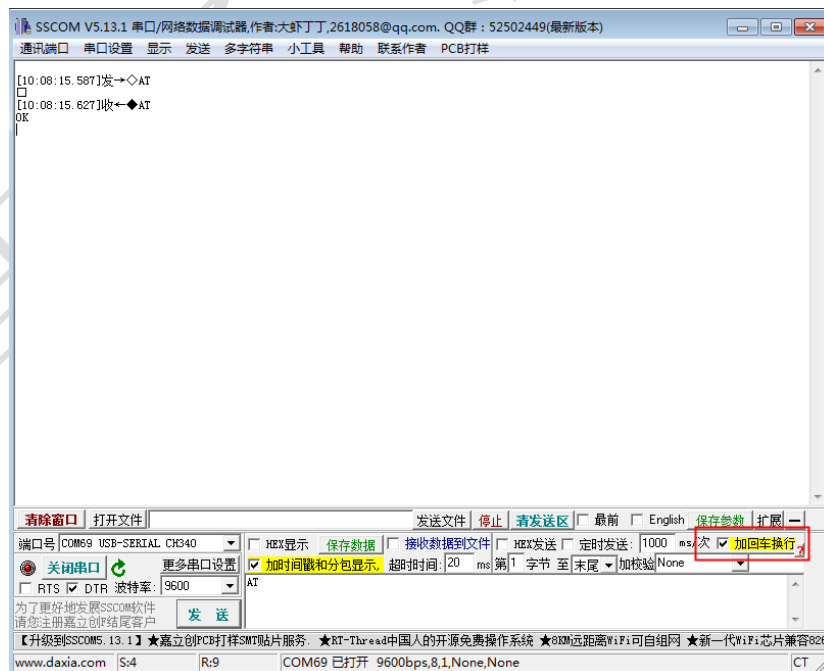 SSCOM V5.13.1 串口/网络数据调试器,作者:大虾丁丁,2618058@qq.com. QQ群：52502449(最新版本)
通讯端口 串口设置 显示 发送 多字符串 小工具 帮助 联系作者 PCB打样
[10:08:15.587]发→◇AT
□
[10:08:15.627]收←◆AT
OK
清除窗口 打开文件 发送文件 停止 清发送区 最前 English 保存参数 扩展 —
端口号 COM69 USB-SERIAL CH340 HEX显示 保存数据 接收数据到文件 HEX发送 定时发送: 1000 ms/次 加回车换行
关闭串口 更多串口设置 加时间戳和分包显示, 超时时间: 20 ms 第1 字节 至 末尾 加校验 None
RTS DTR 波特率: 9600 AT
为了更好地发展SSCOM软件
请您注册嘉立创F结尾客户
发 送
【升级到SSCOM5.13.1】★嘉立创PCB打样SMT贴片服务. ★RT-Thread中国人的开源免费操作系统 ★8KM远距离WiFi可自组网 ★新一代WiFi芯片兼容826
www.daxia.com S:4 R:9 COM69 已打开 9600bps,8,1,None,None CT